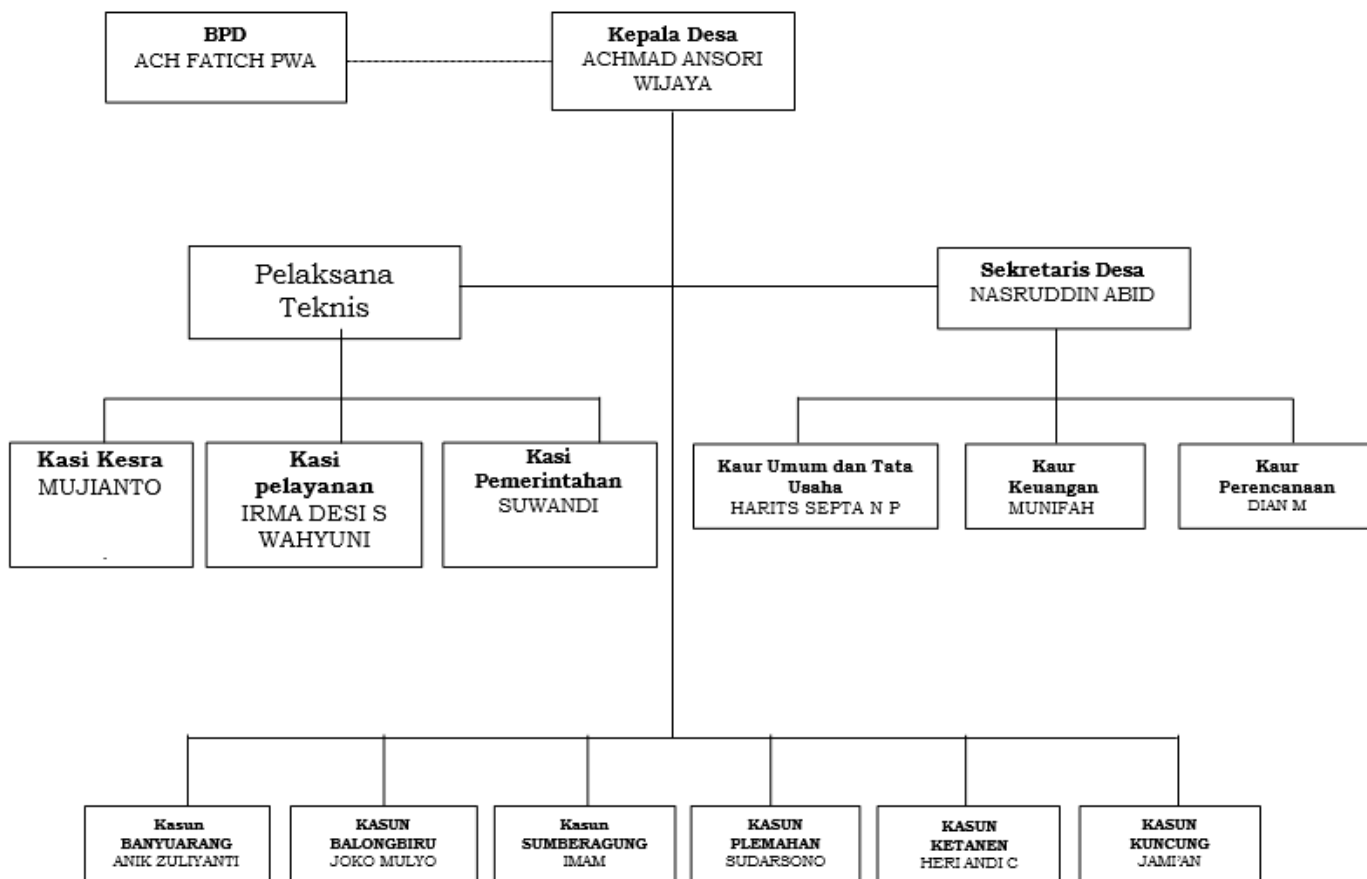 BPD
ACH FATICH PWA
Kepala Desa
ACHMAD ANSORI
WIJAYA
Pelaksana
Teknis
Sekretaris Desa
NASRUDDIN ABID
Kasi Kesra
MUJIANTO
.
Kasi
pelayanan
IRMA DESI S
WAHYUNI
Kasi
Pemerintahan
SUWANDI
Kaur Umum dan Tata
Usaha
HARITS SEPTA N P
Kaur
Keuangan
MUNIFAH
Kaur
Perencanaan
DIAN M
Kasun
BANYUARANG
ANIK ZULIYANTI
KASUN
BALONGBIRU
JOKO MULYO
Kasun
SUMBERAGUNG
IMAM
KASUN
PLEMAHAN
SUDARSONO
KASUN
KETANEN
HERI ANDI C
KASUN
KUNCUNG
JAMI'AN